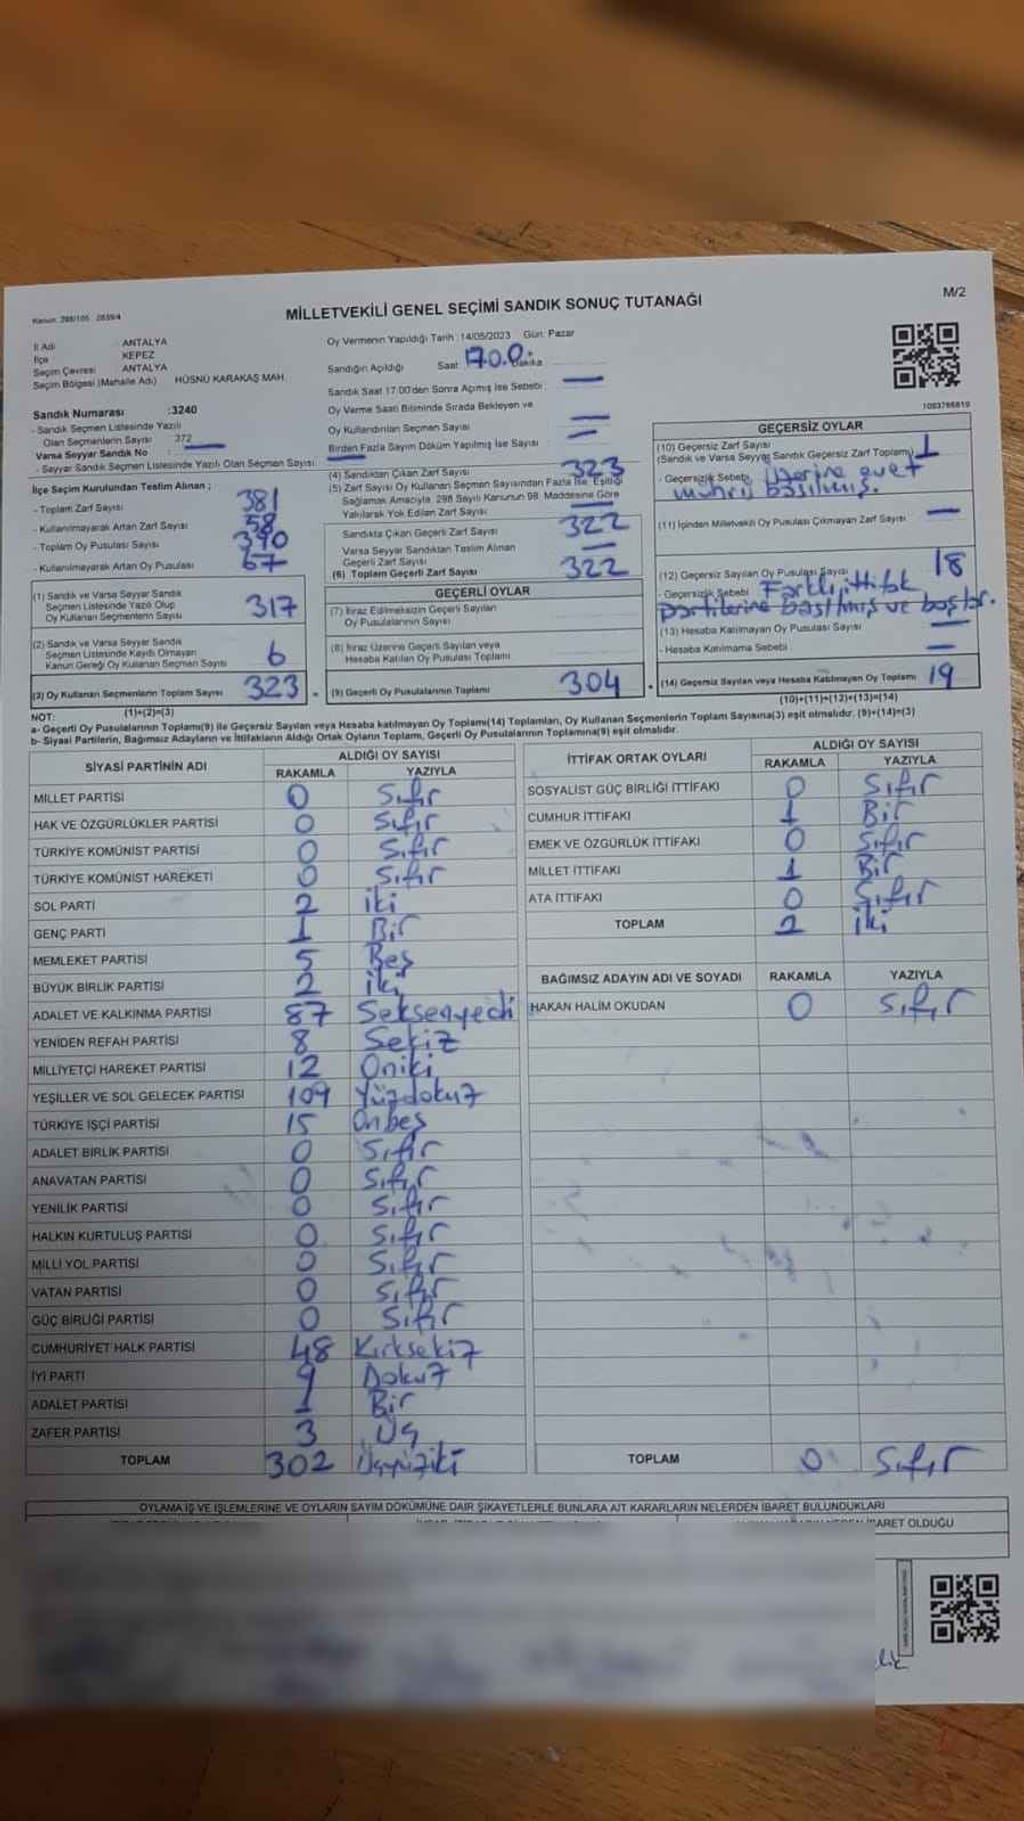 Kanun: 298/105 2839/4
MİLLETVEKİLİ GENEL SEÇİMİ SANDIK SONUÇ TUTANAĞI
M/2
İl Adı : ANTALYA
İlçe : KEPEZ
Seçim Çevresi : ANTALYA
Seçim Bölgesi (Mahalle Adı) : HÜSNÜ KARAKAŞ MAH.
Sandık Numarası :3240
- Sandık Seçmen Listesinde Yazılı
Olan Seçmenlerin Sayısı : 372
Varsa Seyyar Sandık No :
- Seyyar Sandık Seçmen Listesinde Yazılı Olan Seçmen Sayısı
İlçe Seçim Kurulundan Teslim Alınan ;
- Toplam Zarf Sayısı 381
- Kullanılmayarak Artan Zarf Sayısı 58
- Toplam Oy Pusulası Sayısı 390
- Kullanılmayarak Artan Oy Pusulası 67
(1) Sandık ve Varsa Seyyar Sandık
Seçmen Listesinde Yazılı Olup
Oy Kullanan Seçmenlerin Sayısı 317
(2) Sandık ve Varsa Seyyar Sandık
Seçmen Listesinde Kaydı Olmayan
Kanun Gereği Oy Kullanan Seçmen Sayısı 6
(3) Oy Kullanan Seçmenlerin Toplam Sayısı 323
(1)+(2)=(3)
Oy Vermenin Yapıldığı Tarih : 14/05/2023 Gün: Pazar
Sandığın Açıldığı Saat 17.00 Dakika
Sandık Saat 17:00'den Sonra Açımış İse Sebebi : —
Oy Verme Saati Bitiminde Sırada Bekleyen ve
Oy Kullandırılan Seçmen Sayısı —
Birden Fazla Sayım Döküm Yapılmış İse Sayısı —
(4) Sandıktan Çıkan Zarf Sayısı 323
(5) Zarf Sayısı Oy Kullanan Seçmen Sayısından Fazla İse, Eşitliği
Sağlamak Amacıyla 298 Sayılı Kanunun 98. Maddesine Göre
Yakılarak Yok Edilen Zarf Sayısı —
Sandıkta Çıkan Geçerli Zarf Sayısı 322
Varsa Seyyar Sandıktan Teslim Alınan
Geçerli Zarf Sayısı —
(6) Toplam Geçerli Zarf Sayısı 322
GEÇERLİ OYLAR
(7) İtiraz Edilmeksizin Geçerli Sayılan
Oy Pusulalarının Sayısı
(8) İtiraz Üzerine Geçerli Sayılan veya
Hesaba Katılan Oy Pusulası Toplamı
(9) Geçerli Oy Pusulalarının Toplamı 304
1083766819
GEÇERSİZ OYLAR
(10) Geçersiz Zarf Sayısı
(Sandık ve Varsa Seyyar Sandık Geçersiz Zarf Toplamı) 1
- Geçersizlik Sebebi Üzerine evet
mührü basılmış.
(11) İçinden Milletvekili Oy Pusulası Çıkmayan Zarf Sayısı —
(12) Geçersiz Sayılan Oy Pusulası Sayısı 18
- Geçersizlik Sebebi Farklı ittifak
partilerine basılmış ve boştur.
(13) Hesaba Katılmayan Oy Pusulası Sayısı —
- Hesaba Katılmama Sebebi —
(14) Geçersiz Sayılan veya Hesaba Katılmayan Oy Toplamı 19
(10)+(11)+(12)+(13)=(14)
NOT:
a- Geçerli Oy Pusulalarının Toplamı(9) ile Geçersiz Sayılan veya Hesaba katılmayan Oy Toplamı(14) Toplamları, Oy Kullanan Seçmenlerin Toplam Sayısına(3) eşit olmalıdır. (9)+(14)=(3)
b- Siyasi Partilerin, Bağımsız Adayların ve İttifakların Aldığı Ortak Oyların Toplamı, Geçerli Oy Pusulalarının Toplamına(9) eşit olmalıdır.
SİYASİ PARTİNİN ADI
ALDIĞI OY SAYISI
RAKAMLA YAZIYLA
MİLLET PARTİSİ 0 Sıfır
HAK VE ÖZGÜRLÜKLER PARTİSİ 0 Sıfır
TÜRKİYE KOMÜNİST PARTİSİ 0 Sıfır
TÜRKİYE KOMÜNİST HAREKETİ 0 Sıfır
SOL PARTİ 2 iki
GENÇ PARTİ 1 Bir
MEMLEKET PARTİSİ 5 Beş
BÜYÜK BİRLİK PARTİSİ 2 iki
ADALET VE KALKINMA PARTİSİ 87 Seksenyedi
YENİDEN REFAH PARTİSİ 8 Sekiz
MİLLİYETÇİ HAREKET PARTİSİ 12 Oniki
YEŞİLLER VE SOL GELECEK PARTİSİ 109 Yüzdokuz
TÜRKİYE İŞÇİ PARTİSİ 15 Onbeş
ADALET BİRLİK PARTİSİ 0 Sıfır
ANAVATAN PARTİSİ 0 Sıfır
YENİLİK PARTİSİ 0 Sıfır
HALKIN KURTULUŞ PARTİSİ 0 Sıfır
MİLLİ YOL PARTİSİ 0 Sıfır
VATAN PARTİSİ 0 Sıfır
GÜÇ BİRLİĞİ PARTİSİ 0 Sıfır
CUMHURİYET HALK PARTİSİ 48 Kırksekiz
İYİ PARTİ 9 Dokuz
ADALET PARTİSİ 1 Bir
ZAFER PARTİSİ 3 Üç
TOPLAM 302 Üçyüziki
İTTİFAK ORTAK OYLARI
ALDIĞI OY SAYISI
RAKAMLA YAZIYLA
SOSYALİST GÜÇ BİRLİĞİ İTTİFAKI 0 Sıfır
CUMHUR İTTİFAKI 1 Bir
EMEK VE ÖZGÜRLÜK İTTİFAKI 0 Sıfır
MİLLET İTTİFAKI 1 Bir
ATA İTTİFAKI 0 Sıfır
TOPLAM 2 iki
BAĞIMSIZ ADAYIN ADI VE SOYADI RAKAMLA YAZIYLA
HAKAN HALİM OKUDAN 0 Sıfır
TOPLAM 0 Sıfır
OYLAMA İŞ VE İŞLEMLERİNE VE OYLARIN SAYIM DÖKÜMÜNE DAİR ŞİKAYETLERLE BUNLARA AİT KARARLARIN NELERDEN İBARET BULUNDUKLARI
BARET OLDUĞU